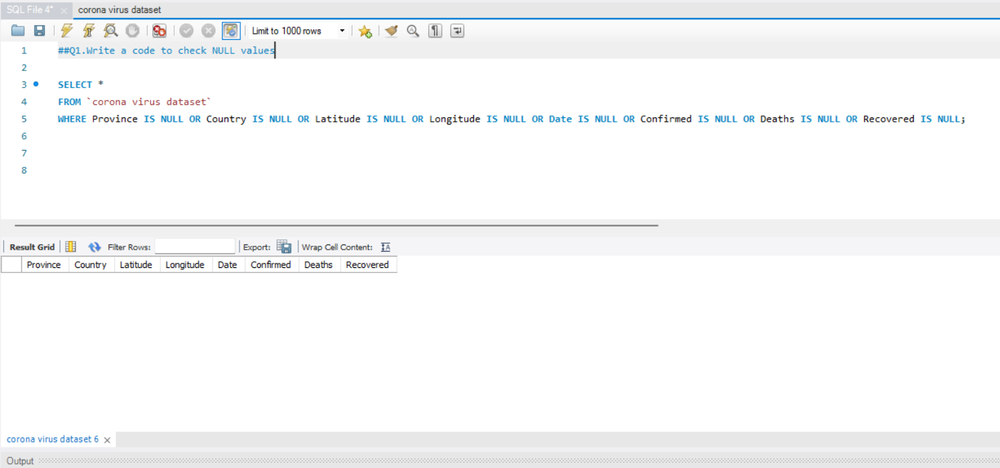 SQL File 4* corona virus dataset
Limit to 1000 rows
1 ##Q1.Write a code to check NULL values
2
3 SELECT *
4 FROM `corona virus dataset`
5 WHERE Province IS NULL OR Country IS NULL OR Latitude IS NULL OR Longitude IS NULL OR Date IS NULL OR Confirmed IS NULL OR Deaths IS NULL OR Recovered IS NULL;
6
7
8
Result Grid Filter Rows: Export: Wrap Cell Content: IA
Province Country Latitude Longitude Date Confirmed Deaths Recovered
corona virus dataset 6
Output